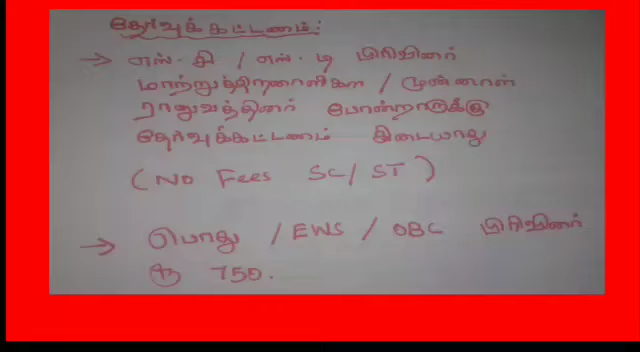 தேர்வுக்கட்டணம்:
→ எஸ்.சி / எஸ்.டி பிரிவினர்
மாற்றுத்திறனாளிகள் / முன்னாள்
ராணுவத்தினர் போன்றாருக்கு
தேர்வுக்கட்டணம் கிடையாது
(NO Fees SC/ST)
→ பொது / EWS / OBC பிரிவினர்
ரூ 750.